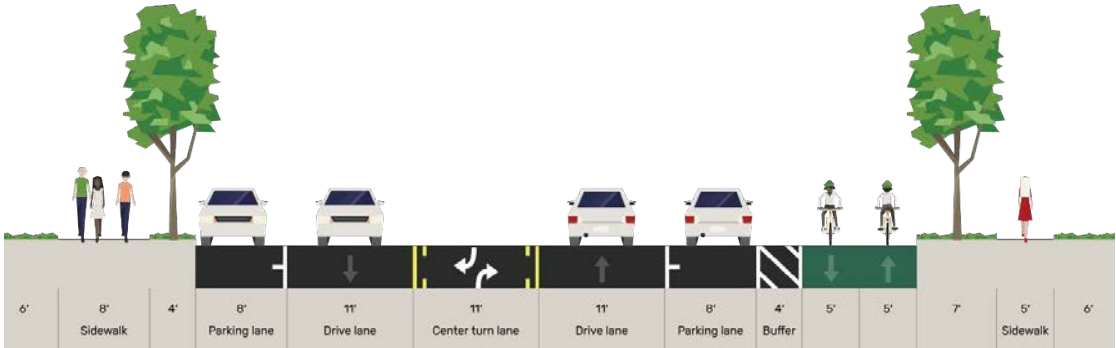 6' 8' 4' 8' 11' 11' 11' 8' 4' 5' 5' 7' 5' 6'
Sidewalk Parking lane Drive lane Center turn lane Drive lane Parking lane Buffer Sidewalk